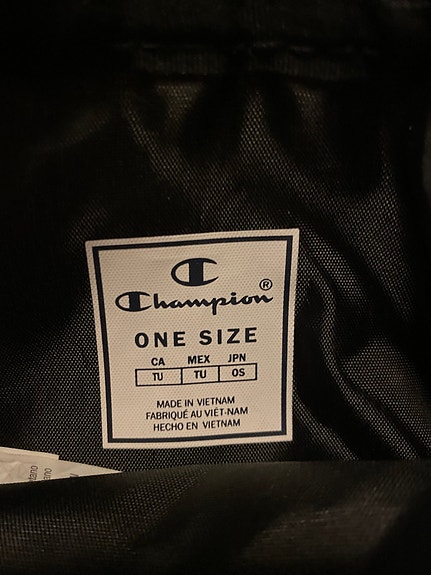 Champion®
ONE SIZE
CA MEX JPN
TU TU OS
MADE IN VIETNAM
FABRIQUÉ AU VIÊT-NAM
HECHO EN VIETNAM